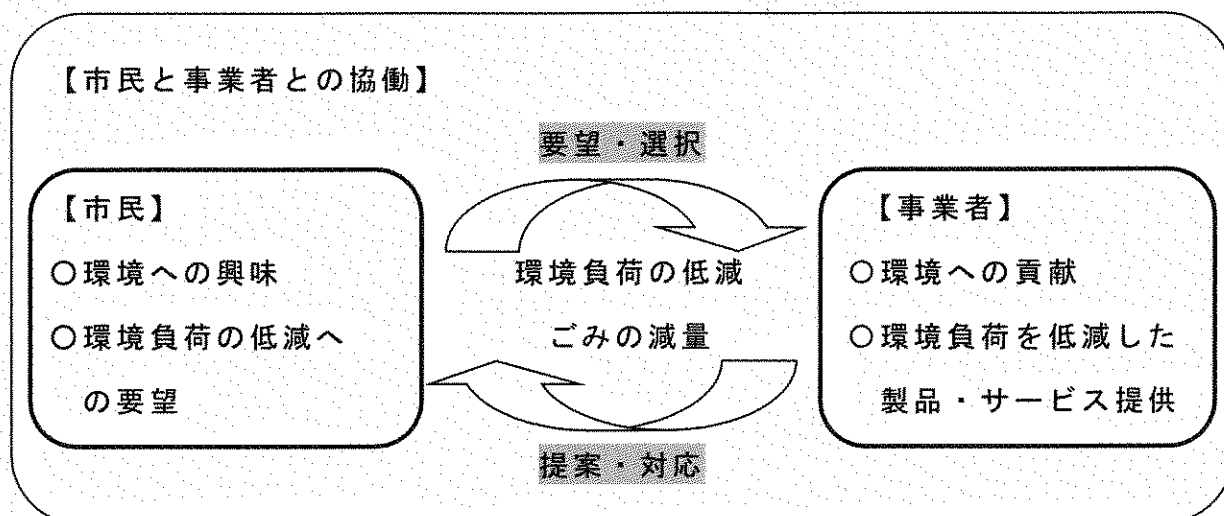 【市民と事業者との協働】
要望・選択
【市民】
○環境への興味
○環境負荷の低減へ
の要望
環境負荷の低減
ごみの減量
【事業者】
○環境への貢献
○環境負荷を低減した
製品・サービス提供
提案・対応